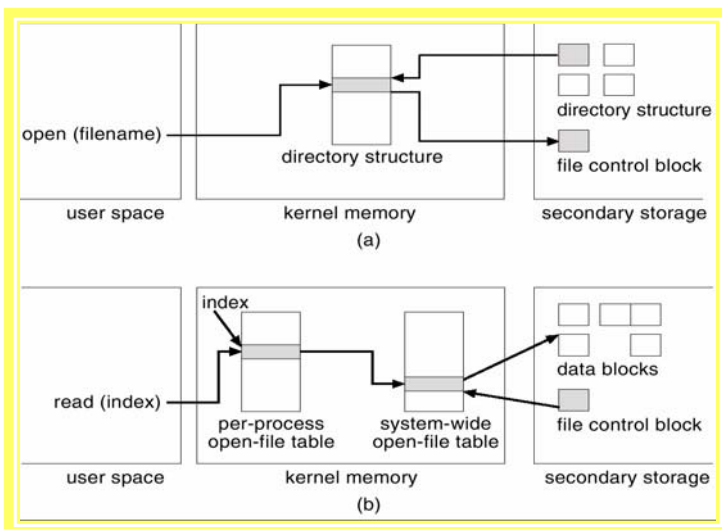 open (filename)
directory structure
directory structure
file control block
user space
kernel memory
secondary storage
(a)
index
read (index)
per-process
open-file table
system-wide
open-file table
data blocks
file control block
user space
kernel memory
secondary storage
(b)